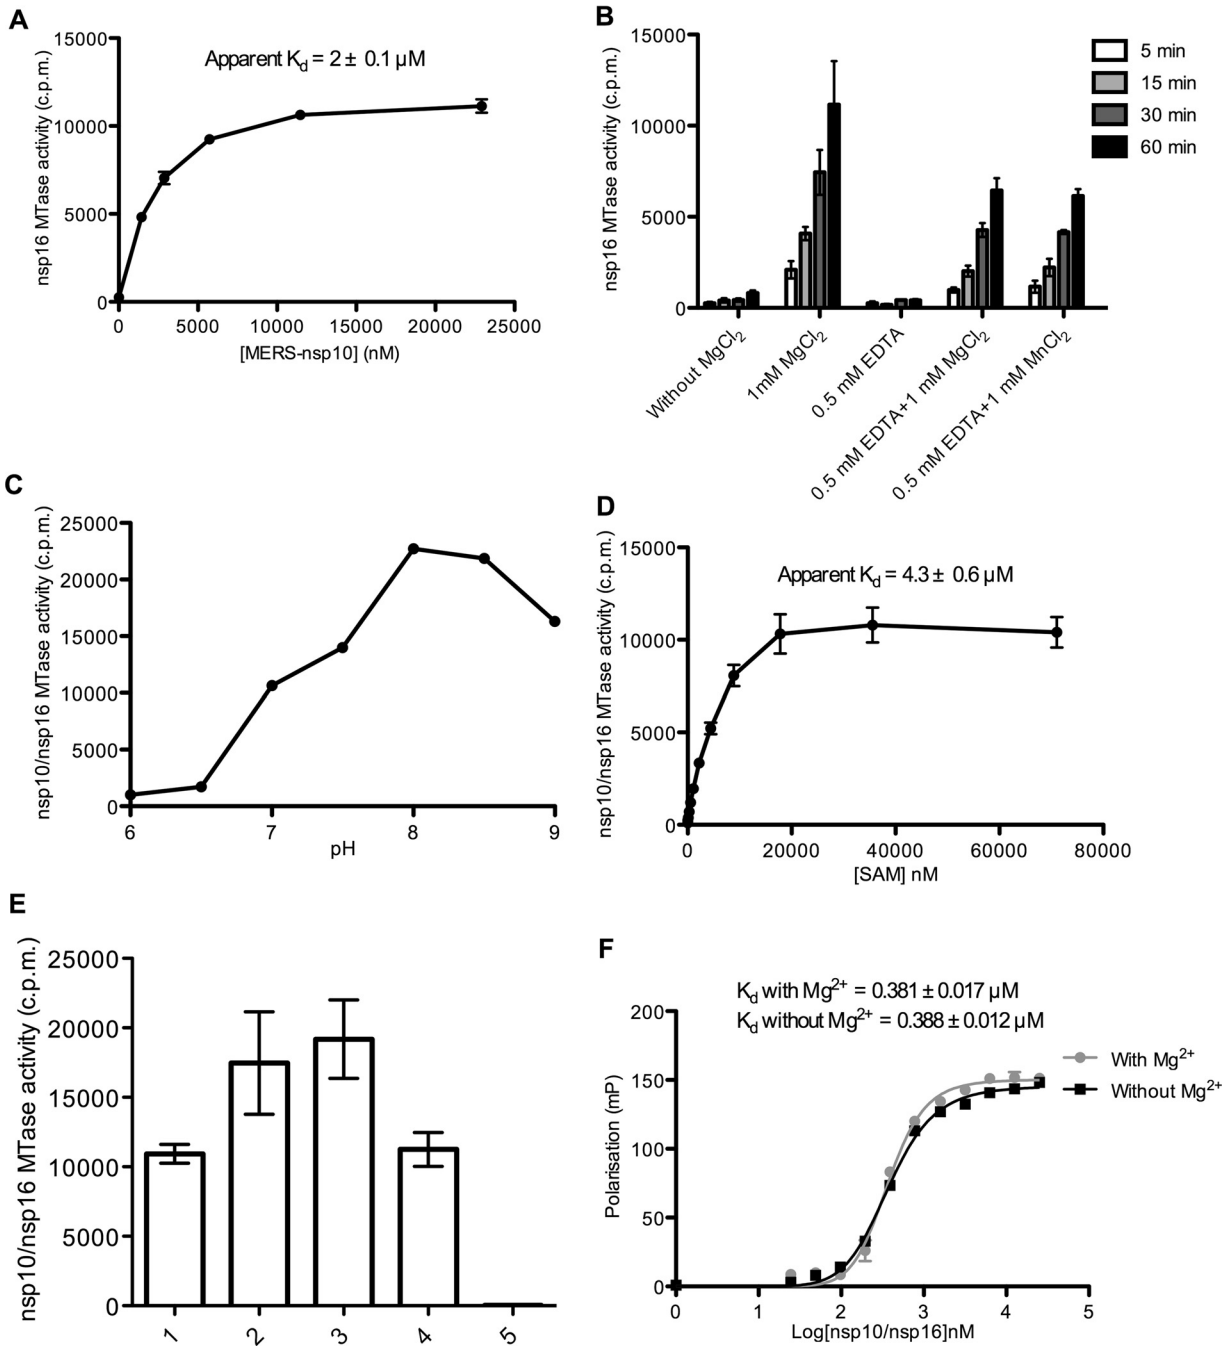 A
Apparent Kd = 2 ± 0.1 µM
nsp16 MTase activity (c.p.m.)
15000
10000
5000
0
0 5000 10000 15000 20000 25000
[MERS-nsp10] (nM)
B
nsp16 MTase activity (c.p.m.)
15000
10000
5000
0
5 min
15 min
30 min
60 min
Without MgCl2
1mM MgCl2
0.5 mM EDTA
0.5 mM EDTA+1 mM MgCl2
0.5 mM EDTA+1 mM MnCl2
C
nsp10/nsp16 MTase activity (c.p.m.)
25000
20000
15000
10000
5000
0
6 7 8 9
pH
D
Apparent Kd = 4.3 ± 0.6 µM
nsp10/nsp16 MTase activity (c.p.m.)
15000
10000
5000
0
0 20000 40000 60000 80000
[SAM] nM
E
nsp10/nsp16 MTase activity (c.p.m.)
25000
20000
15000
10000
5000
0
1 2 3 4 5
F
Kd with Mg2+ = 0.381 ± 0.017 µM
Kd without Mg2+ = 0.388 ± 0.012 µM
Polarisation (mP)
200
150
100
50
0
With Mg2+
Without Mg2+
0 1 2 3 4 5
Log[nsp10/nsp16]nM